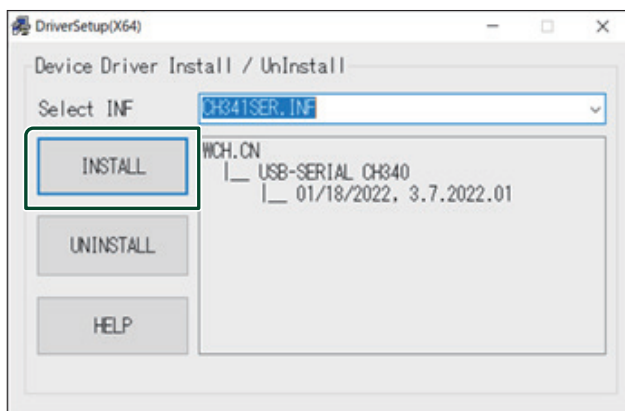 DriverSetup(X64)
Device Driver Install / UnInstall
Select INF
CH341SER.INF
INSTALL
WCH.CN
|__ USB-SERIAL CH340
|__ 01/18/2022, 3.7.2022.01
UNINSTALL
HELP